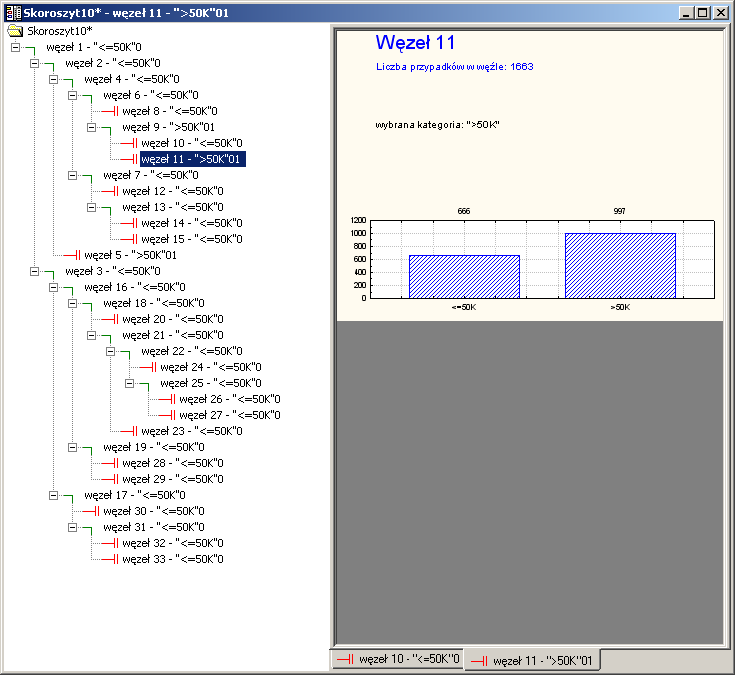 Skoroszyt10* - węzeł 11 - ">50K"01
Skoroszyt10*
węzeł 1 - "<=50K"0
węzeł 2 - "<=50K"0
węzeł 4 - "<=50K"0
węzeł 6 - "<=50K"0
węzeł 8 - "<=50K"0
węzeł 9 - ">50K"01
węzeł 10 - "<=50K"0
węzeł 11 - ">50K"01
węzeł 7 - "<=50K"0
węzeł 12 - "<=50K"0
węzeł 13 - "<=50K"0
węzeł 14 - "<=50K"0
węzeł 15 - "<=50K"0
węzeł 5 - ">50K"01
węzeł 3 - "<=50K"0
węzeł 16 - "<=50K"0
węzeł 18 - "<=50K"0
węzeł 20 - "<=50K"0
węzeł 21 - "<=50K"0
węzeł 22 - "<=50K"0
węzeł 24 - "<=50K"0
węzeł 25 - "<=50K"0
węzeł 26 - "<=50K"0
węzeł 27 - "<=50K"0
węzeł 23 - "<=50K"0
węzeł 19 - "<=50K"0
węzeł 28 - "<=50K"0
węzeł 29 - "<=50K"0
węzeł 17 - "<=50K"0
węzeł 30 - "<=50K"0
węzeł 31 - "<=50K"0
węzeł 32 - "<=50K"0
węzeł 33 - "<=50K"0
Węzeł 11
Liczba przypadków w węźle: 1663
wybrana kategoria: ">50K"
666 997
1200
1000
800
600
400
200
0
<=50K >50K
węzeł 10 - "<=50K"0
węzeł 11 - ">50K"01